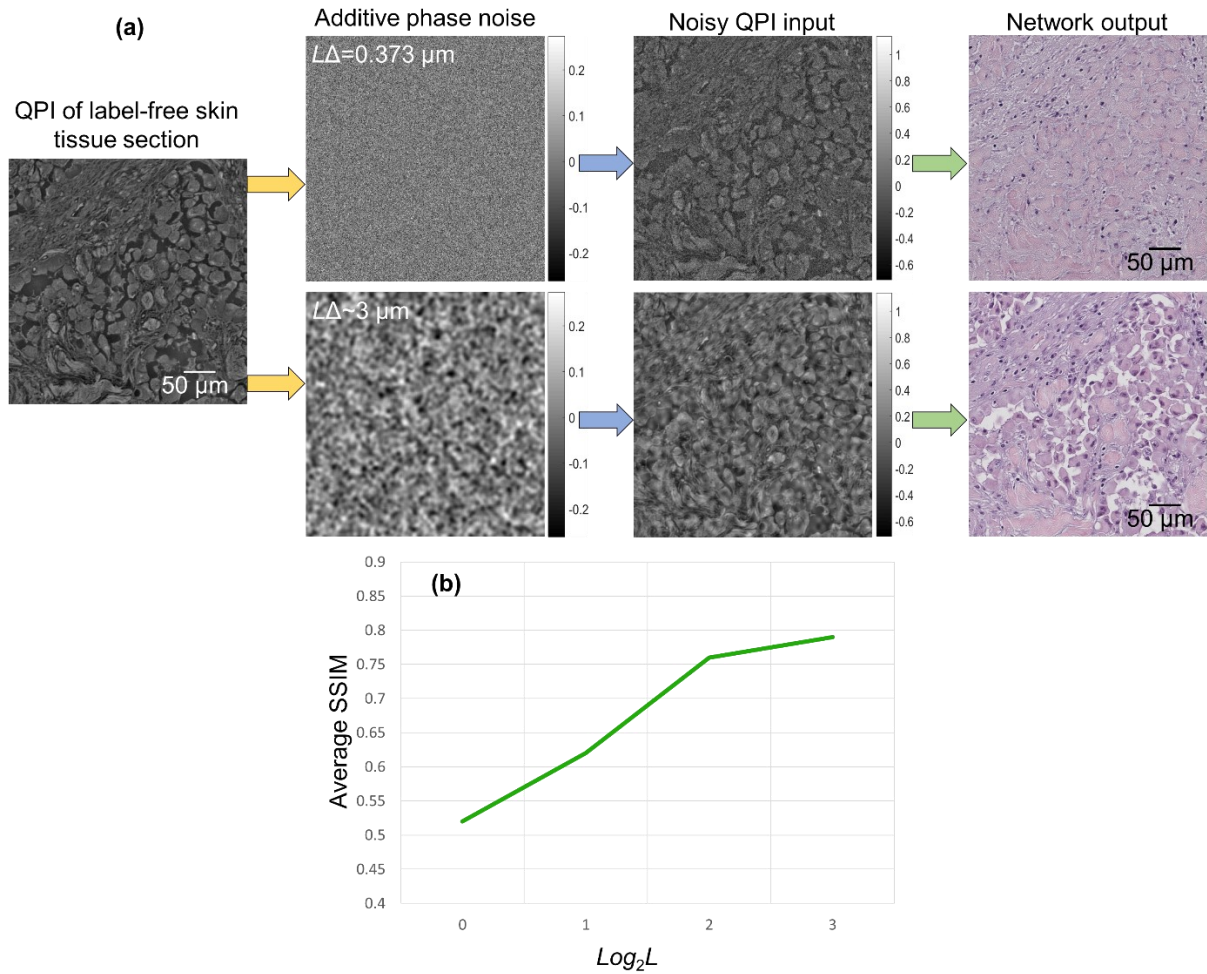 (a)
Additive phase noise
Noisy QPI input
Network output
QPI of label-free skin
tissue section
50 µm
LΔ=0.373 µm
0.2
0.1
0
-0.1
-0.2
1
0.8
0.6
0.4
0.2
0
-0.2
-0.4
-0.6
50 µm
LΔ~3 µm
0.2
0.1
0
-0.1
-0.2
1
0.8
0.6
0.4
0.2
0
-0.2
-0.4
-0.6
50 µm
(b)
Average SSIM
0.9
0.85
0.8
0.75
0.7
0.65
0.6
0.55
0.5
0.45
0.4
0 1 2 3
Log₂L